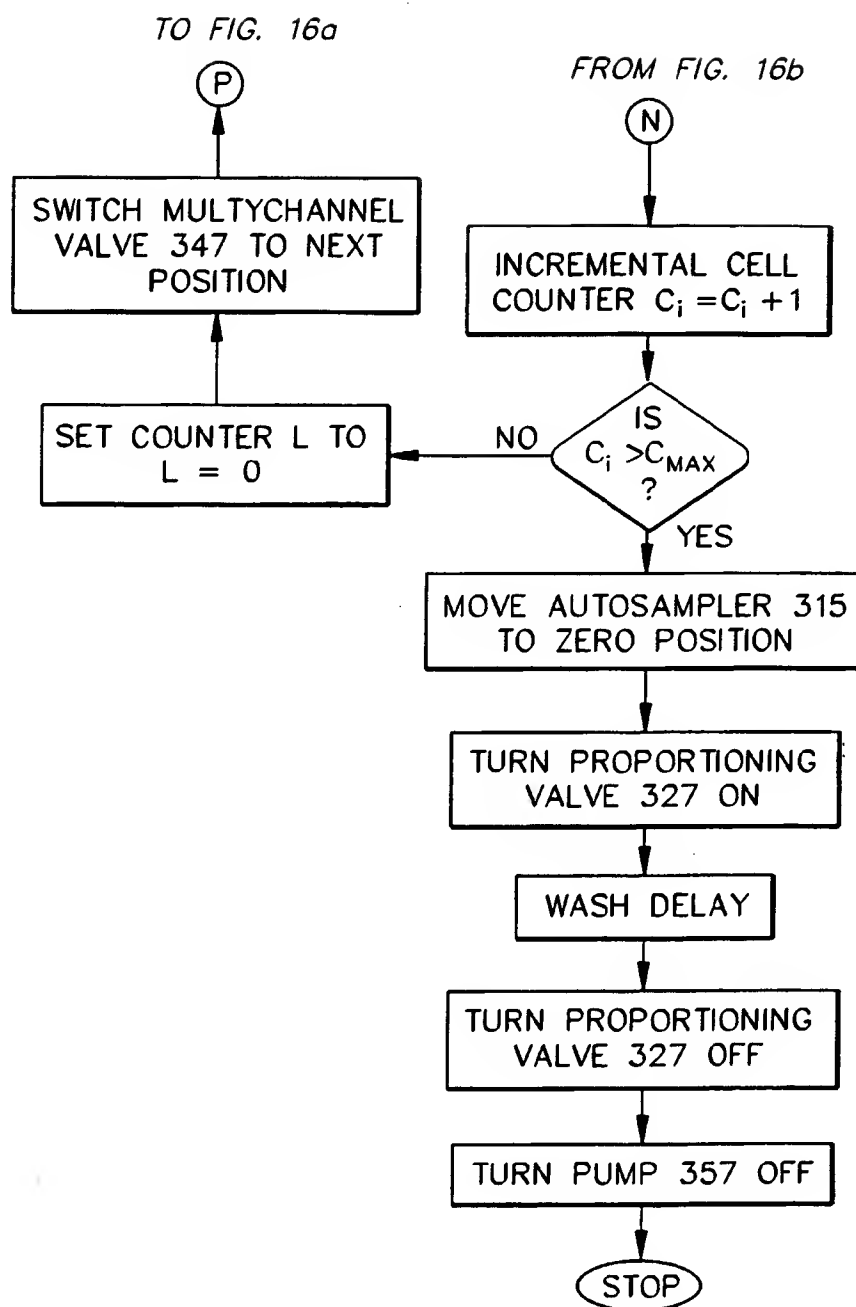 TO FIG. 16a
P
SWITCH MULTYCHANNEL
VALVE 347 TO NEXT
POSITION
SET COUNTER L TO
L = 0
FROM FIG. 16b
N
INCREMENTAL CELL
COUNTER Ci = Ci + 1
IS
Ci > CMAX
?
NO
YES
MOVE AUTOSAMPLER 315
TO ZERO POSITION
TURN PROPORTIONING
VALVE 327 ON
WASH DELAY
TURN PROPORTIONING
VALVE 327 OFF
TURN PUMP 357 OFF
STOP